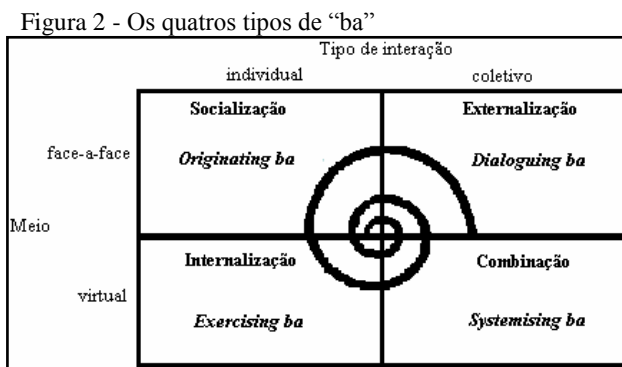 Figura 2 - Os quatros tipos de “ba”
Tipo de interação
individual coletivo
Socialização Externalização
face-a-face Originating ba Dialoguing ba
Meio
Internalização Combinação
virtual
Exercising ba Systemising ba